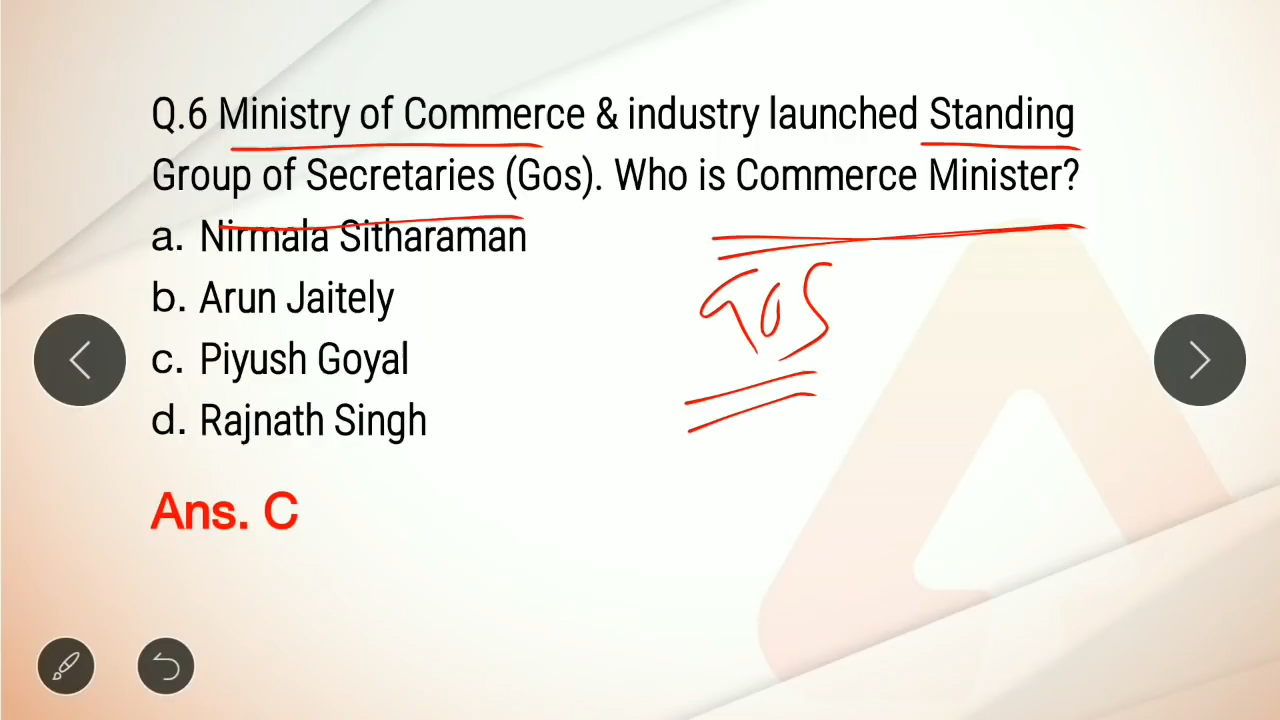 Q.6 Ministry of Commerce & industry launched Standing
Group of Secretaries (Gos). Who is Commerce Minister?
a. Nirmala Sitharaman
GOS
b. Arun Jaitely
c. Piyush Goyal
d. Rajnath Singh
Ans. C